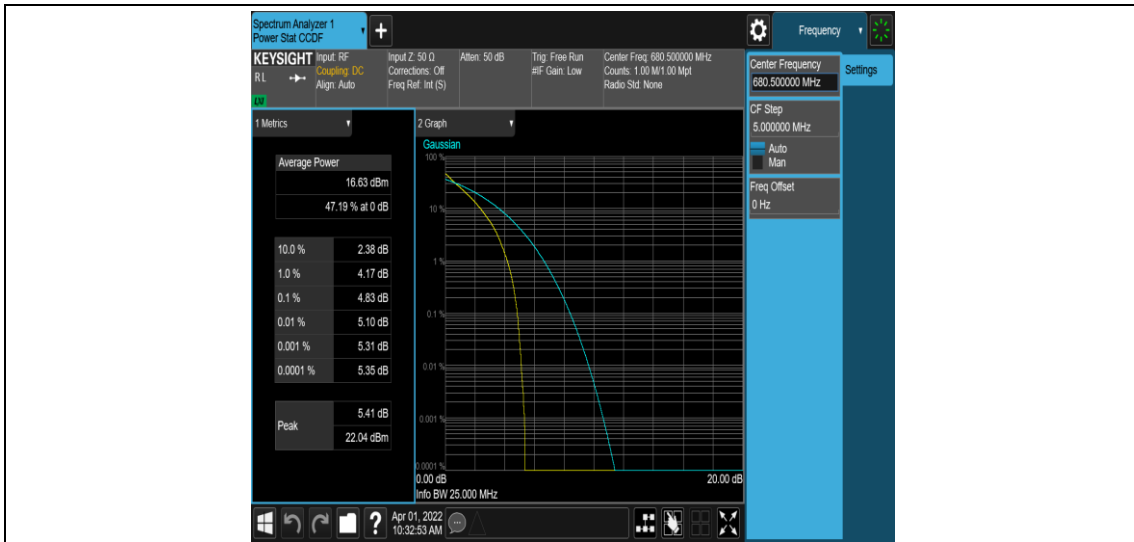 Spectrum Analyzer 1
Power Stat CCDF
Frequency
KEYSIGHT
RL
Input: RF
Coupling: DC
Align: Auto
Input Z: 50 Ω
Corrections: Off
Freq Ref: Int (S)
Atten: 50 dB
Trig: Free Run
#IF Gain: Low
Center Freq: 680.500000 MHz
Counts: 1.00 M/1.00 Mpt
Radio Std: None
Center Frequency
680.500000 MHz
Settings
CF Step
5.000000 MHz
Auto
Man
Freq Offset
0 Hz
1 Metrics
Average Power
16.63 dBm
47.19 % at 0 dB
10.0 % 2.38 dB
1.0 % 4.17 dB
0.1 % 4.83 dB
0.01 % 5.10 dB
0.001 % 5.31 dB
0.0001 % 5.35 dB
Peak
5.41 dB
22.04 dBm
2 Graph
Gaussian
100 %
10 %
1 %
0.1 %
0.01 %
0.001 %
0.0001 %
0.00 dB
20.00 dB
Info BW 25.000 MHz
?
Apr 01, 2022
10:32:53 AM